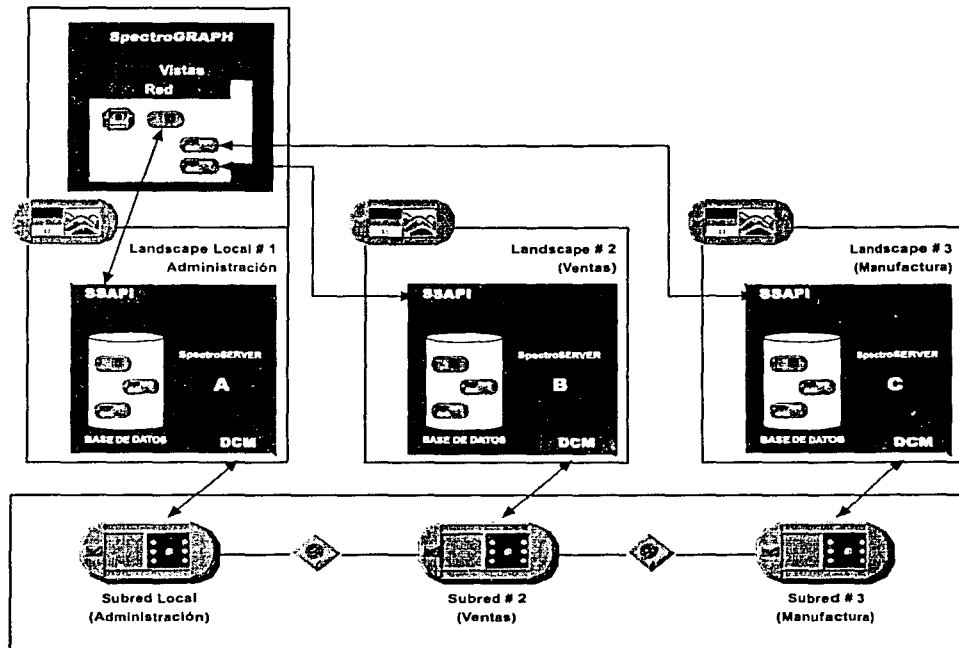 SpectroGRAPH
Vistas
Red
Landscape Local # 1
Administración
Landscape # 2
(Ventas)
Landscape # 3
(Manufactura)
SSAPI
SpectroSERVER
A
BASE DE DATOS
DCM
SSAPI
SpectroSERVER
B
BASE DE DATOS
DCM
SSAPI
SpectroSERVER
C
BASE DE DATOS
DCM
Subred Local
(Administración)
Subred # 2
(Ventas)
Subred # 3
(Manufactura)